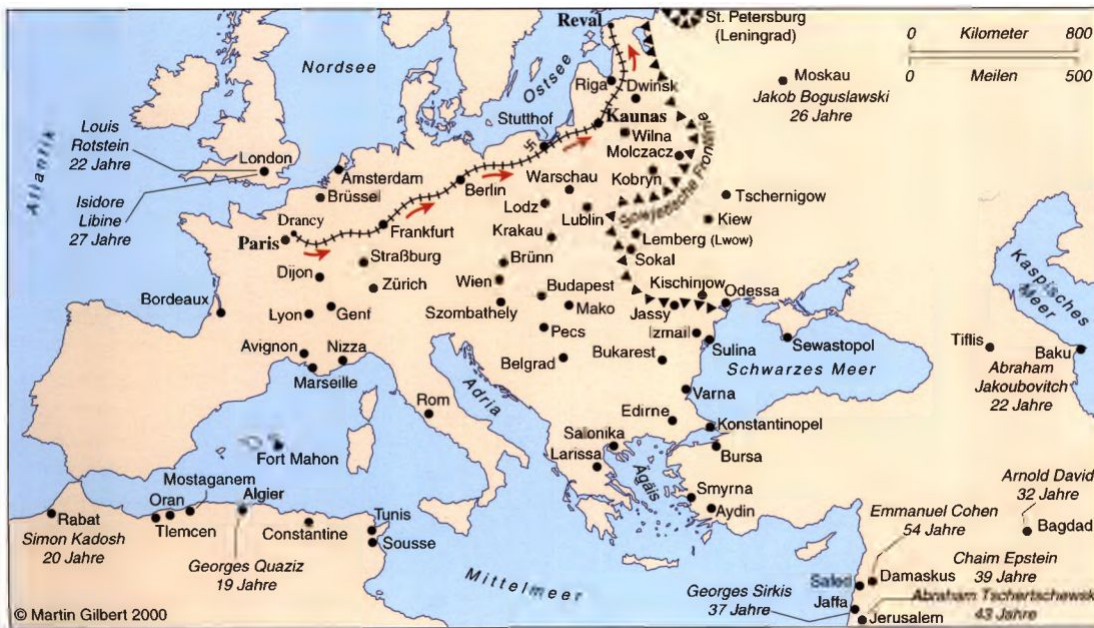 Reval
St. Petersburg
(Leningrad)
0 Kilometer 800
0 Meilen 500
Nordsee
Ostsee
Riga
Dwinsk
Moskau
Jakob Boguslawski
26 Jahre
Louis
Rotstein
22 Jahre
Stutthof
Kaunas
Wilna
Molczacz
Atlantik
London
Amsterdam
Isidore
Libine
27 Jahre
Brüssel
Berlin
Warschau
Kobryn
Sowjetische Frontlinie
Tschernigow
Lodz
Lublin
Drancy
Paris
Frankfurt
Krakau
Kiew
Lemberg (Lwow)
Straßburg
Brünn
Sokal
Dijon
Zürich
Wien
Budapest
Kischinjow
Odessa
Kaspisches
Meer
Bordeaux
Lyon
Genf
Szombathely
Mako
Jassy
Pecs
Izmail
Avignon
Nizza
Belgrad
Bukarest
Sulina
Sewastopol
Tiflis
Baku
Marseille
Schwarzes Meer
Abraham
Jakoubovitch
22 Jahre
Adria
Varna
Rom
Edirne
Konstantinopel
Fort Mahon
Salonika
Larissa
Bursa
Ägäis
Mostaganem
Oran
Algier
Smyrna
Arnold David
32 Jahre
Rabat
Tlemcen
Constantine
Tunis
Aydin
Emmanuel Cohen
54 Jahre
Bagdad
Simon Kadosh
20 Jahre
Sousse
Georges Quaziz
19 Jahre
Chaim Epstein
39 Jahre
Mittelmeer
Georges Sirkis
37 Jahre
Safed
Damaskus
Jaffa
Abraham Tschertschewsk
43 Jahre
Jerusalem
© Martin Gilbert 2000